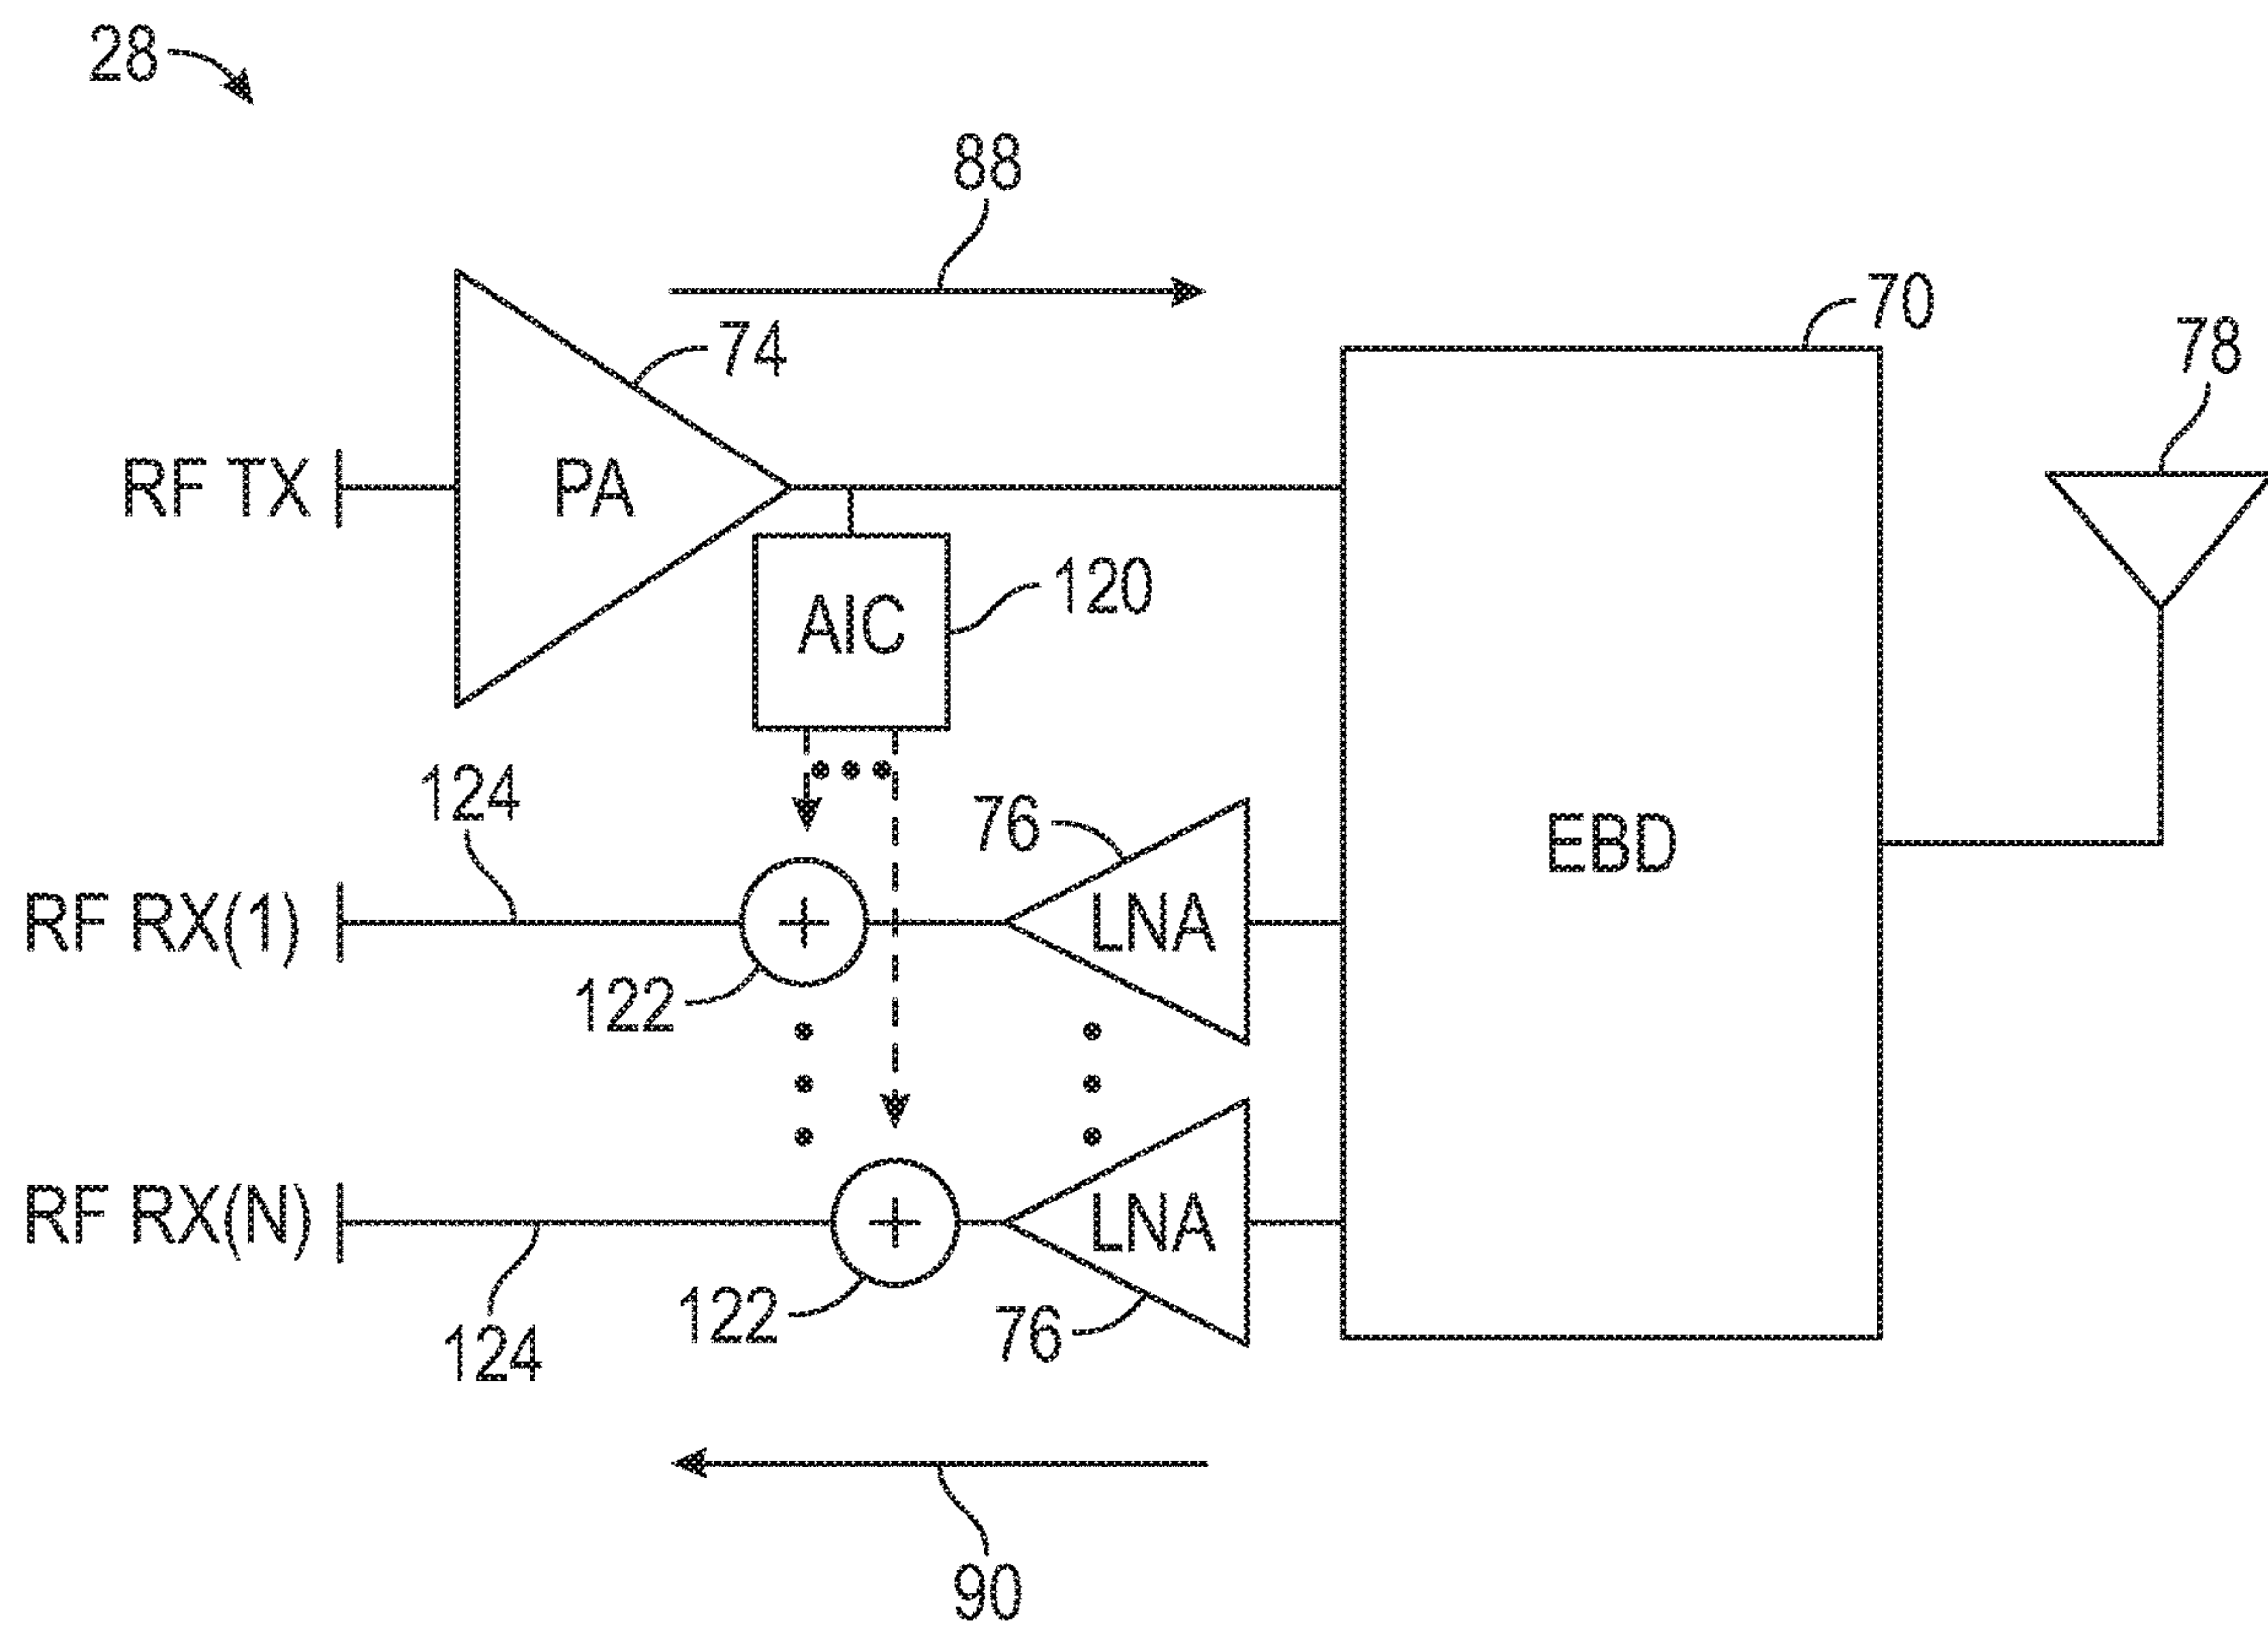 28
88
70
78
74
RF TX
PA
AIC
120
124
76
EBD
RF RX(1)
LNA
122
RF RX(N)
LNA
122
76
124
90